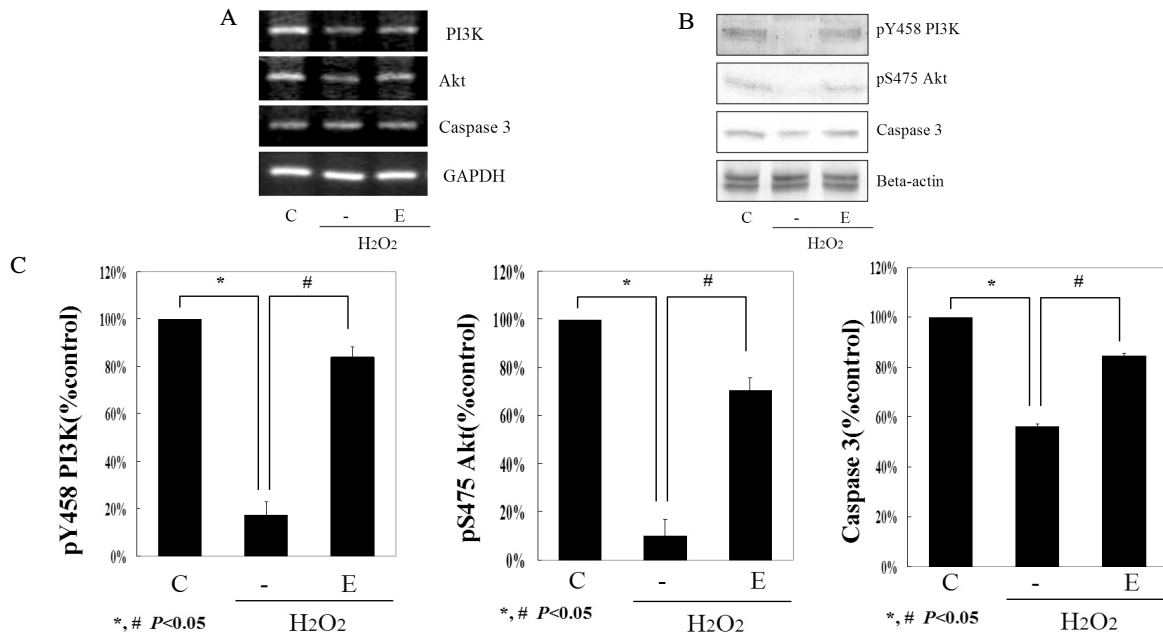 A
PI3K
Akt
Caspase 3
GAPDH
C - E
H2O2
B
pY458 PI3K
pS475 Akt
Caspase 3
Beta-actin
C - E
H2O2
C
pY458 PI3K(%control)
120%
100%
80%
60%
40%
20%
0%
* #
C - E
H2O2
*, # P<0.05
pS475 Akt(%control)
120%
100%
80%
60%
40%
20%
0%
* #
C - E
H2O2
*, # P<0.05
Caspase 3(%control)
120%
100%
80%
60%
40%
20%
0%
* #
C - E
H2O2
*, # P<0.05